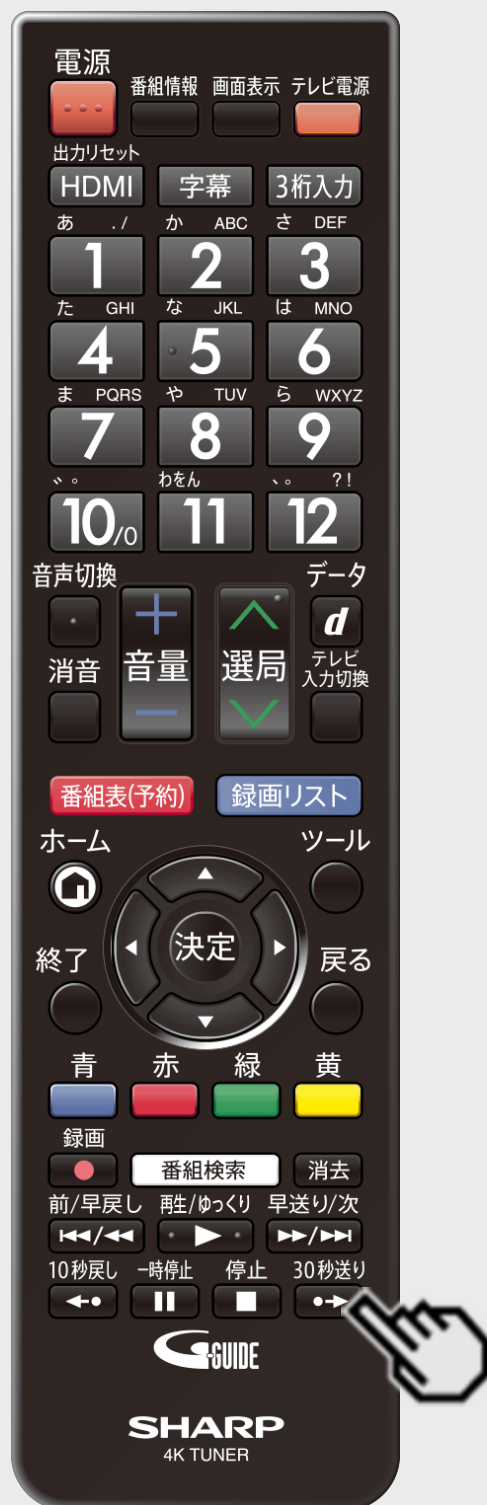 電源
番組情報 画面表示 テレビ電源
出力リセット
HDMI 字幕 3桁入力
あ ./ か ABC さ DEF
1 2 3
た GHI な JKL は MNO
4 5 6
ま PQRS や TUV ら WXYZ
7 8 9
゛゜ わをん 、。 ?!
10/0 11 12
音声切換 データ
d
消音 音量 選局 テレビ
入力切換
番組表(予約) 録画リスト
ホーム ツール
決定
終了 戻る
青 赤 緑 黄
録画
番組検索 消去
前/早戻し 再生/ゆっくり 早送り/次
10秒戻し 一時停止 停止 30秒送り
G-GUIDE
SHARP
4K TUNER